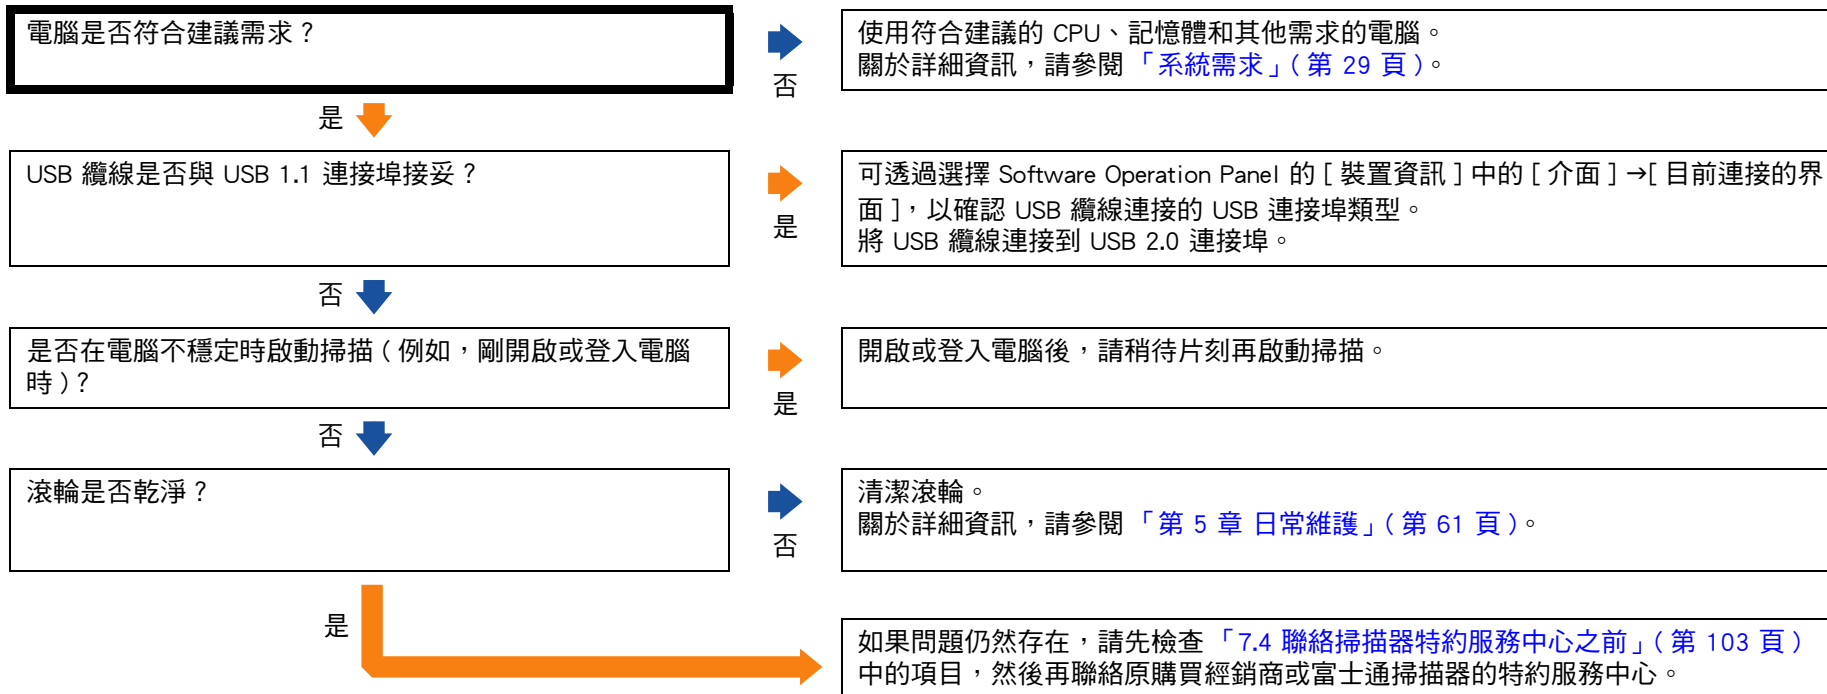 電腦是否符合建議需求？
否
使用符合建議的 CPU、記憶體和其他需求的電腦。
關於詳細資訊，請參閱 「系統需求」( 第 29 頁 )。
是
USB 纜線是否與 USB 1.1 連接埠接妥？
是
可透過選擇 Software Operation Panel 的 [ 裝置資訊 ] 中的 [ 介面 ] →[ 目前連接的界
面 ]，以確認 USB 纜線連接的 USB 連接埠類型。
將 USB 纜線連接到 USB 2.0 連接埠。
否
是否在電腦不穩定時啟動掃描 ( 例如，剛開啟或登入電腦
時 )？
是
開啟或登入電腦後，請稍待片刻再啟動掃描。
否
滾輪是否乾淨？
否
清潔滾輪。
關於詳細資訊，請參閱 「第 5 章 日常維護」( 第 61 頁 )。
是
如果問題仍然存在，請先檢查 「7.4 聯絡掃描器特約服務中心之前」( 第 103 頁 )
中的項目，然後再聯絡原購買經銷商或富士通掃描器的特約服務中心。